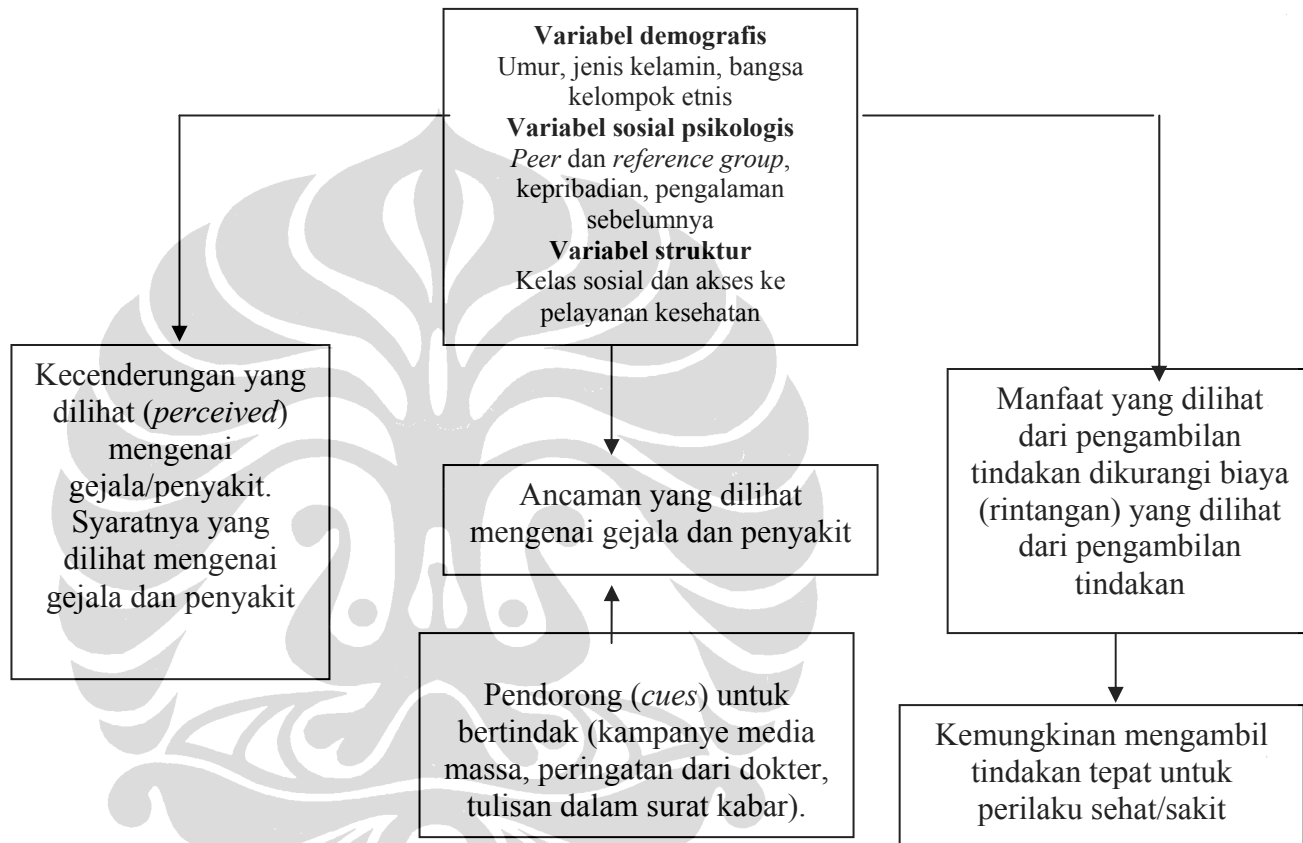 Variabel demografis
Umur, jenis kelamin, bangsa
kelompok etnis
Variabel sosial psikologis
Peer dan reference group,
kepribadian, pengalaman
sebelumnya
Variabel struktur
Kelas sosial dan akses ke
pelayanan kesehatan
Kecenderungan yang
dilihat (perceived)
mengenai
gejala/penyakit.
Syaratnya yang
dilihat mengenai
gejala dan penyakit
Ancaman yang dilihat
mengenai gejala dan penyakit
Manfaat yang dilihat
dari pengambilan
tindakan dikurangi biaya
(rintangan) yang dilihat
dari pengambilan
tindakan
Pendorong (cues) untuk
bertindak (kampanye media
massa, peringatan dari dokter,
tulisan dalam surat kabar).
Kemungkinan mengambil
tindakan tepat untuk
perilaku sehat/sakit